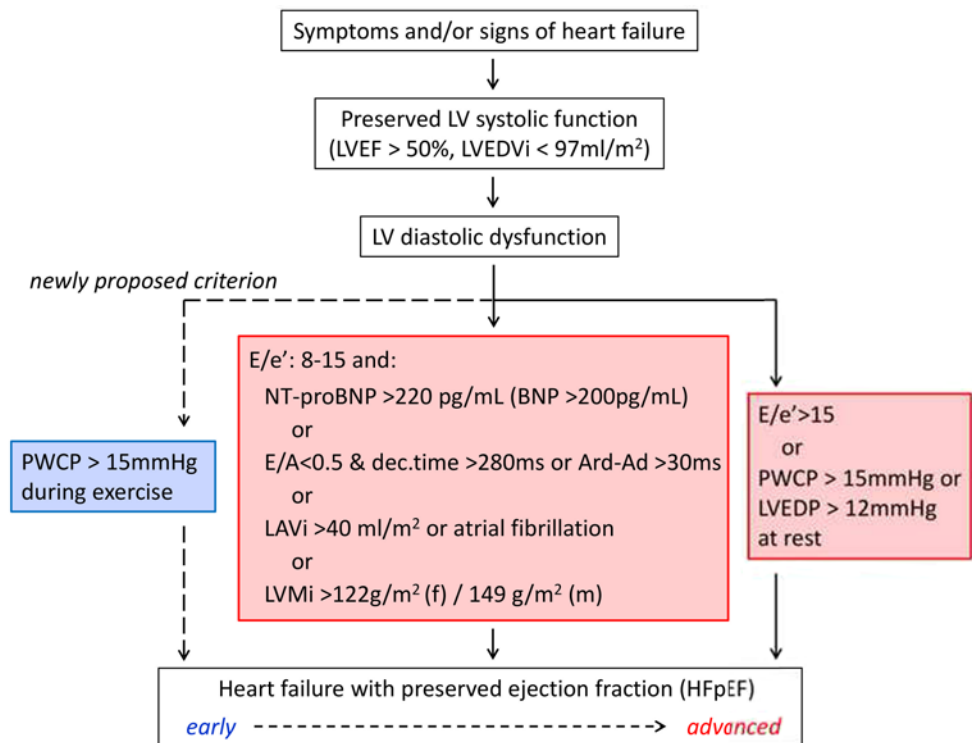 Symptoms and/or signs of heart failure
Preserved LV systolic function
(LVEF > 50%, LVEDVi < 97ml/m²)
LV diastolic dysfunction
newly proposed criterion
PWCP > 15mmHg
during exercise
E/e’: 8-15 and:
NT-proBNP >220 pg/mL (BNP >200pg/mL)
or
E/A<0.5 & dec.time >280ms or Ard-Ad >30ms
or
LAVi >40 ml/m² or atrial fibrillation
or
LVMi >122g/m² (f) / 149 g/m² (m)
E/e’>15
or
PWCP > 15mmHg or
LVEDP > 12mmHg
at rest
Heart failure with preserved ejection fraction (HFpEF)
early advanced